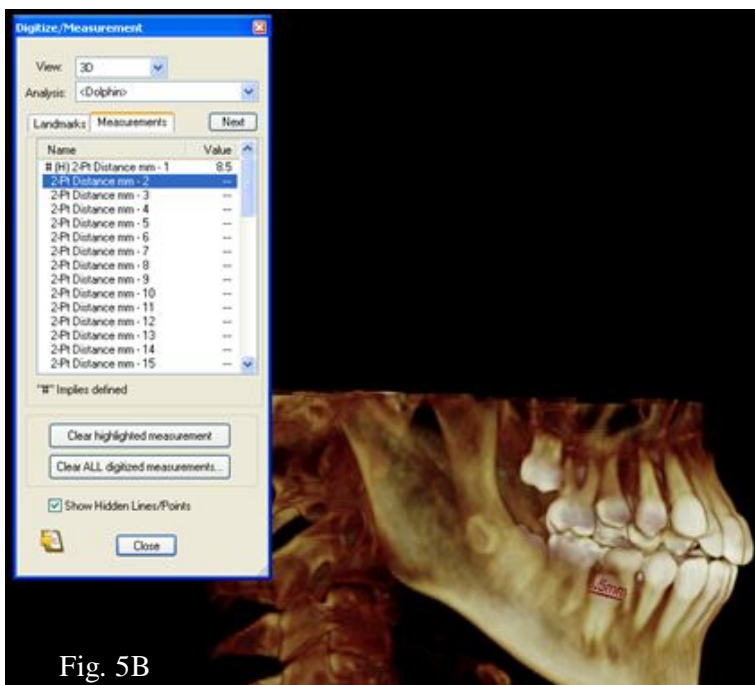 Digitize/Measurement
View: 3D
Analysis: <Dolphin>
Landmarks Measurements Next
Name Value
# (H) 2-Pt Distance mm - 1 8.5
2-Pt Distance mm - 2 --
2-Pt Distance mm - 3 --
2-Pt Distance mm - 4 --
2-Pt Distance mm - 5 --
2-Pt Distance mm - 6 --
2-Pt Distance mm - 7 --
2-Pt Distance mm - 8 --
2-Pt Distance mm - 9 --
2-Pt Distance mm - 10 --
2-Pt Distance mm - 11 --
2-Pt Distance mm - 12 --
2-Pt Distance mm - 13 --
2-Pt Distance mm - 14 --
2-Pt Distance mm - 15 --
"#" Implies defined
Clear highlighted measurement
Clear ALL digitized measurements...
Show Hidden Lines/Points
Close
.5mm
Fig. 5B